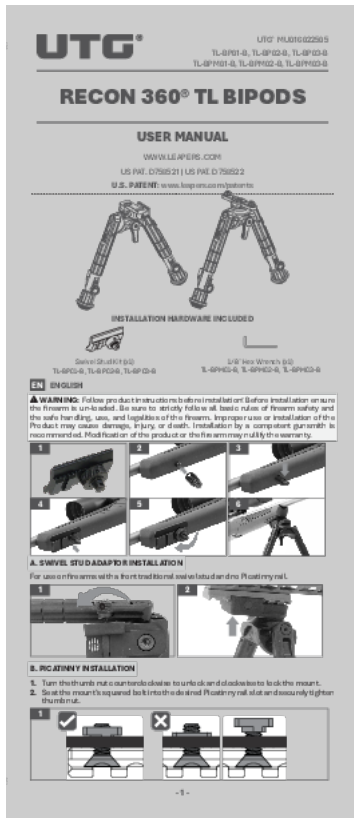 UTG®
UTG® MU016022505
TL-BP01-B, TL-BP02-B, TL-BP03-B
TL-BPM01-B, TL-BPM02-B, TL-BPM03-B
RECON 360® TL BIPODS
USER MANUAL
WWW.LEAPERS.COM
US PAT. D758521 | US PAT. D758522
U.S. PATENT: www.leapers.com/patents
INSTALLATION HARDWARE INCLUDED
Swivel Stud Kit (x1)
TL-BP01-B, TL-BP02-B, TL-BP03-B
1/8" Hex Wrench (x1)
TL-BPM01-B, TL-BPM02-B, TL-BPM03-B
EN ENGLISH
WARNING: Follow product instructions before installation! Before installation ensure
the firearm is un-loaded. Be sure to strictly follow all basic rules of firearm safety and
the safe handling, use, and legalities of the firearm. Improper use or installation of the
Product may cause damage, injury, or death. Installation by a competent gunsmith is
recommended. Modification of the product or the firearm may nullify the warranty.
1
2
3
4
5
6
A. SWIVEL STUD ADAPTOR INSTALLATION
For use on firearms with a front traditional swivel stud and no Picatinny rail.
1
2
B. PICATINNY INSTALLATION
1. Turn the thumb nut counterclockwise to unlock and clockwise to lock the mount.
2. Seat the mount's squared bolt into the desired Picatinny rail slot and securely tighten
thumb nut.
1
- 1 -